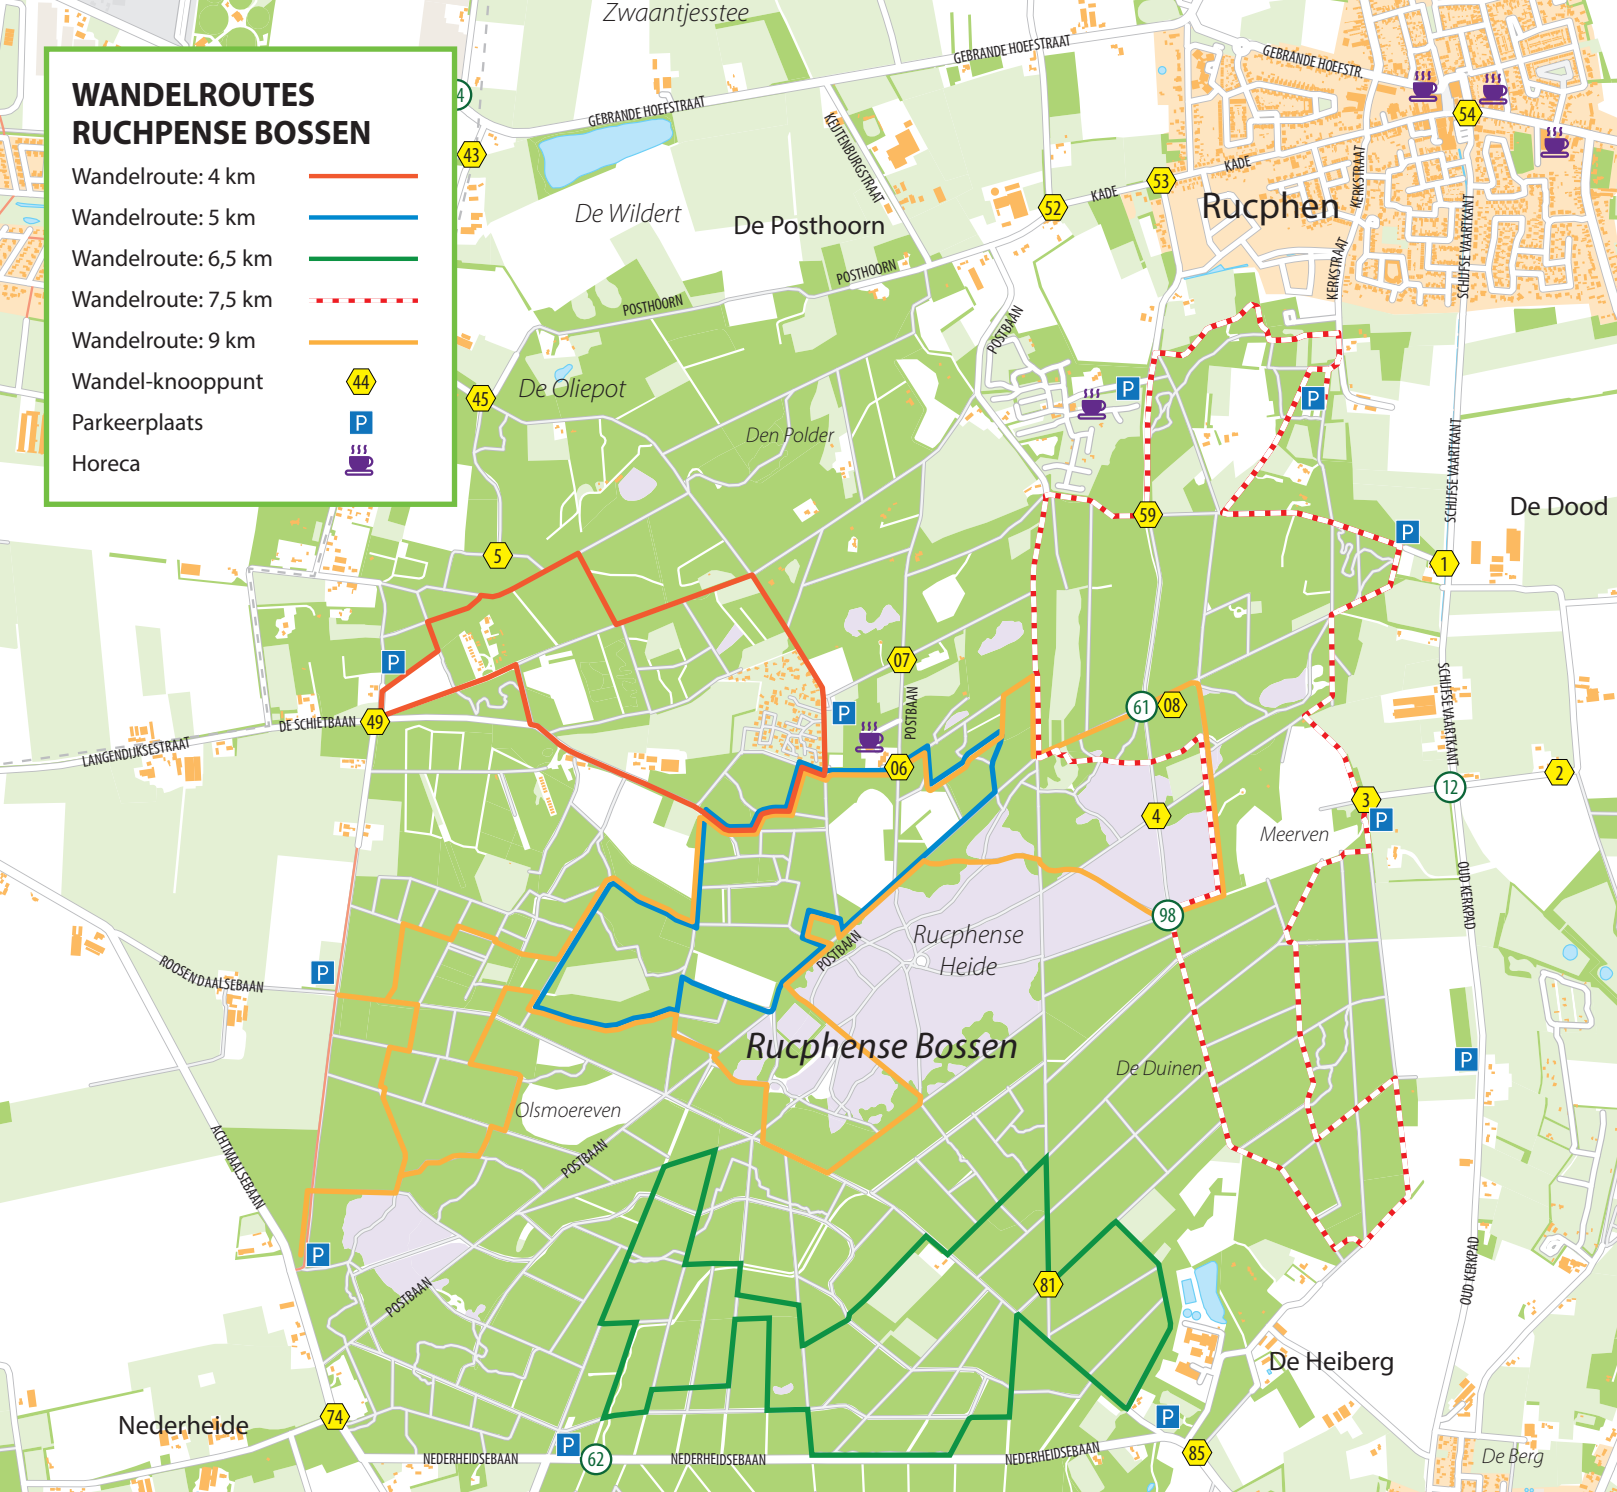 Zwaantjesstee
WANDELROUTES
RUCHPENSE BOSSEN
Wandelroute: 4 km
Wandelroute: 5 km
Wandelroute: 6,5 km
Wandelroute: 7,5 km
Wandelroute: 9 km
Wandel-knooppunt 44
Parkeerplaats P
Horeca
4
43
GEBRANDE HOEFSTRAAT
GEBRANDE HOEFSTRAAT
GEBRANDE HOEFSTR.
54
KEUTENBURGSTRAAT
KADE
KADE
53
52
KERKSTRAAT
KERKSTRAAT
Rucphen
SCHIJFSE VAARTKANT
De Wildert
De Posthoorn
POSTHOORN
POSTHOORN
POSTBAAN
45
De Oliepot
P
P
Den Polder
SCHIJFSE VAARTKANT
De Dood
59
P
5
1
P
07
49
DE SCHIETBAAN
LANGENDIJKSESTRAAT
P
POSTBAAN
06
61
08
SCHIJFSE VAARTKANT
2
12
3
P
4
Meerven
OUD KERKPAD
98
Rucphense
Heide
POSTBAAN
P
ROOSENDAALSEBAAN
Rucphense Bossen
De Duinen
P
Olsmoereven
POSTBAAN
ACHTMAALSEBAAN
P
POSTBAAN
81
OUD KERKPAD
De Heiberg
Nederheide
74
P
62
P
85
NEDERHEIDSEBAAN
NEDERHEIDSEBAAN
NEDERHEIDSEBAAN
De Berg